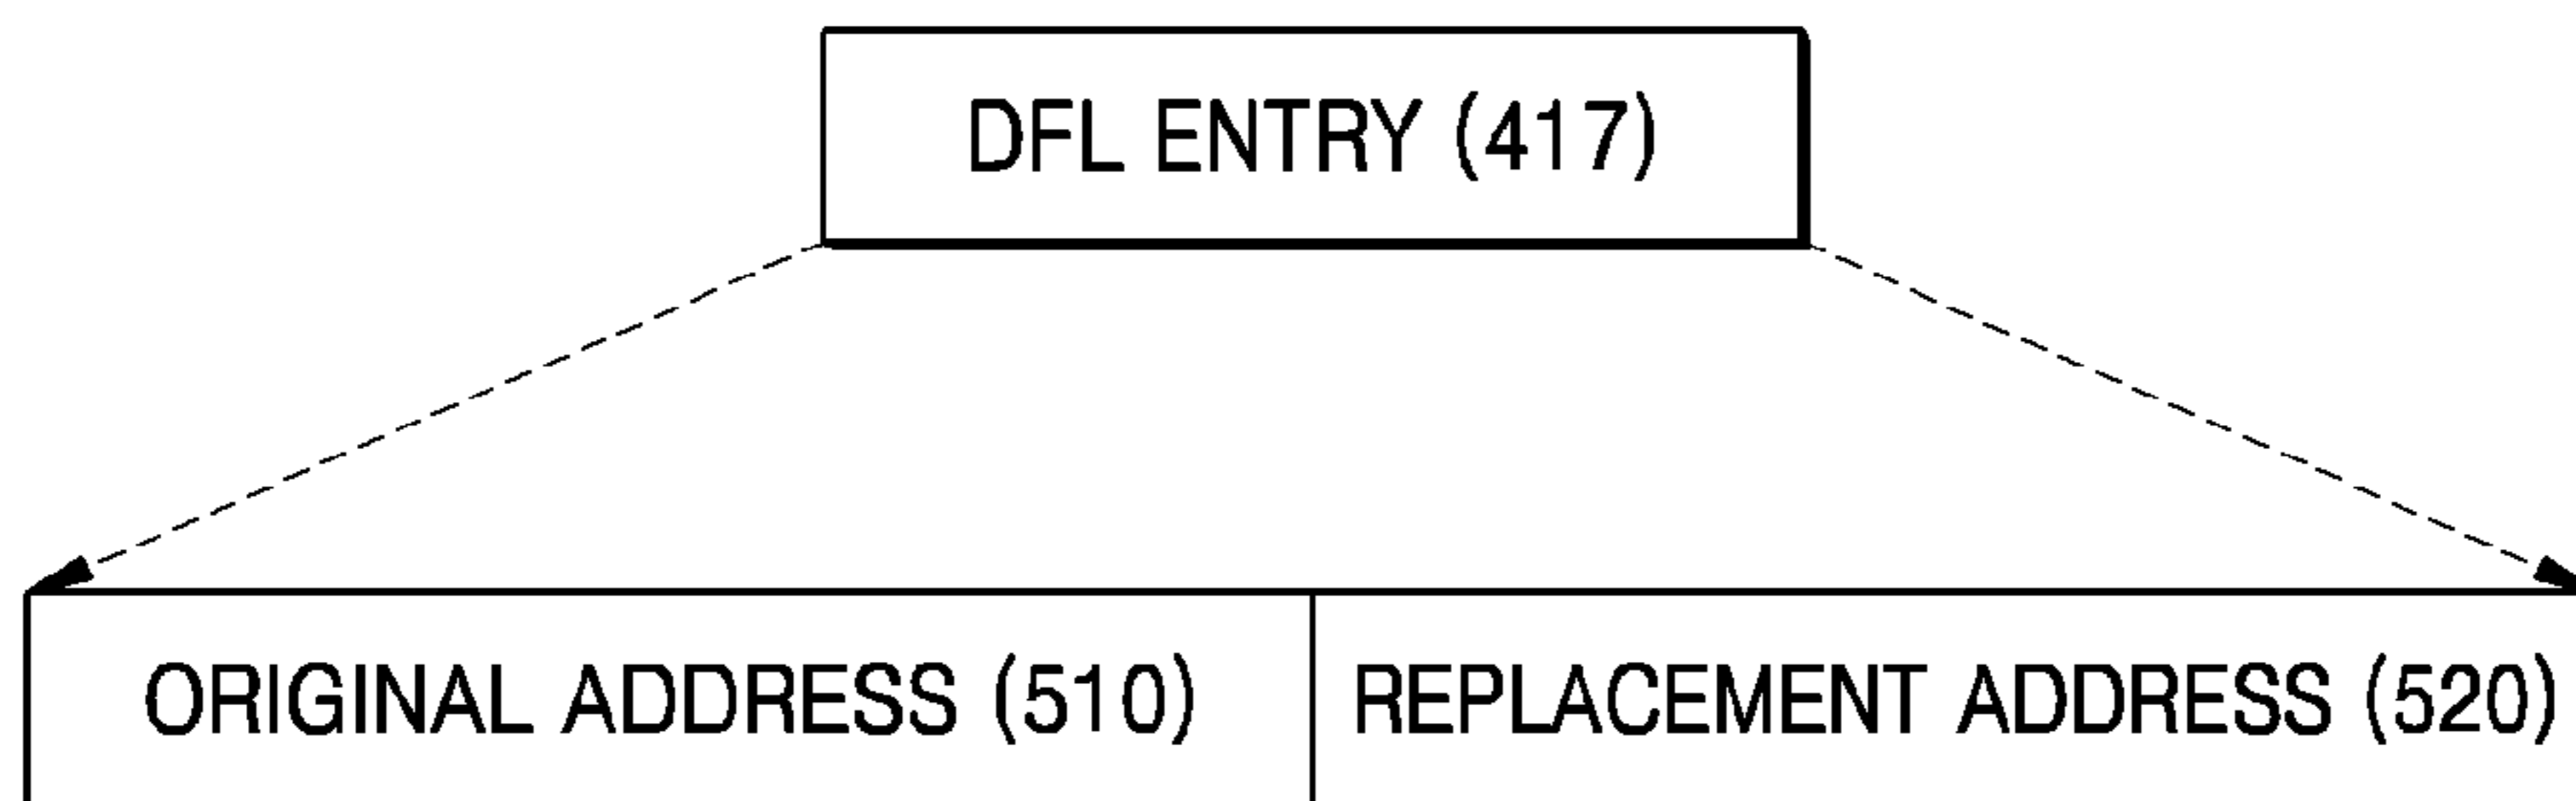 DFL ENTRY (417)
ORIGINAL ADDRESS (510) REPLACEMENT ADDRESS (520)